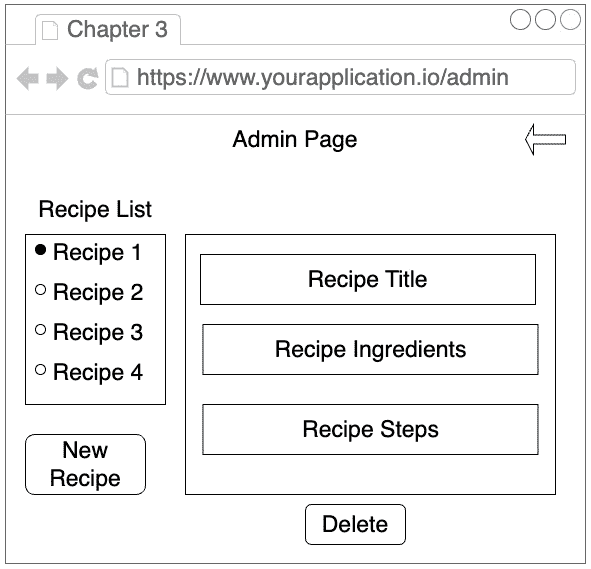 Chapter 3
https://www.yourapplication.io/admin
Admin Page
Recipe List
Recipe 1
Recipe 2
Recipe 3
Recipe 4
New
Recipe
Recipe Title
Recipe Ingredients
Recipe Steps
Delete